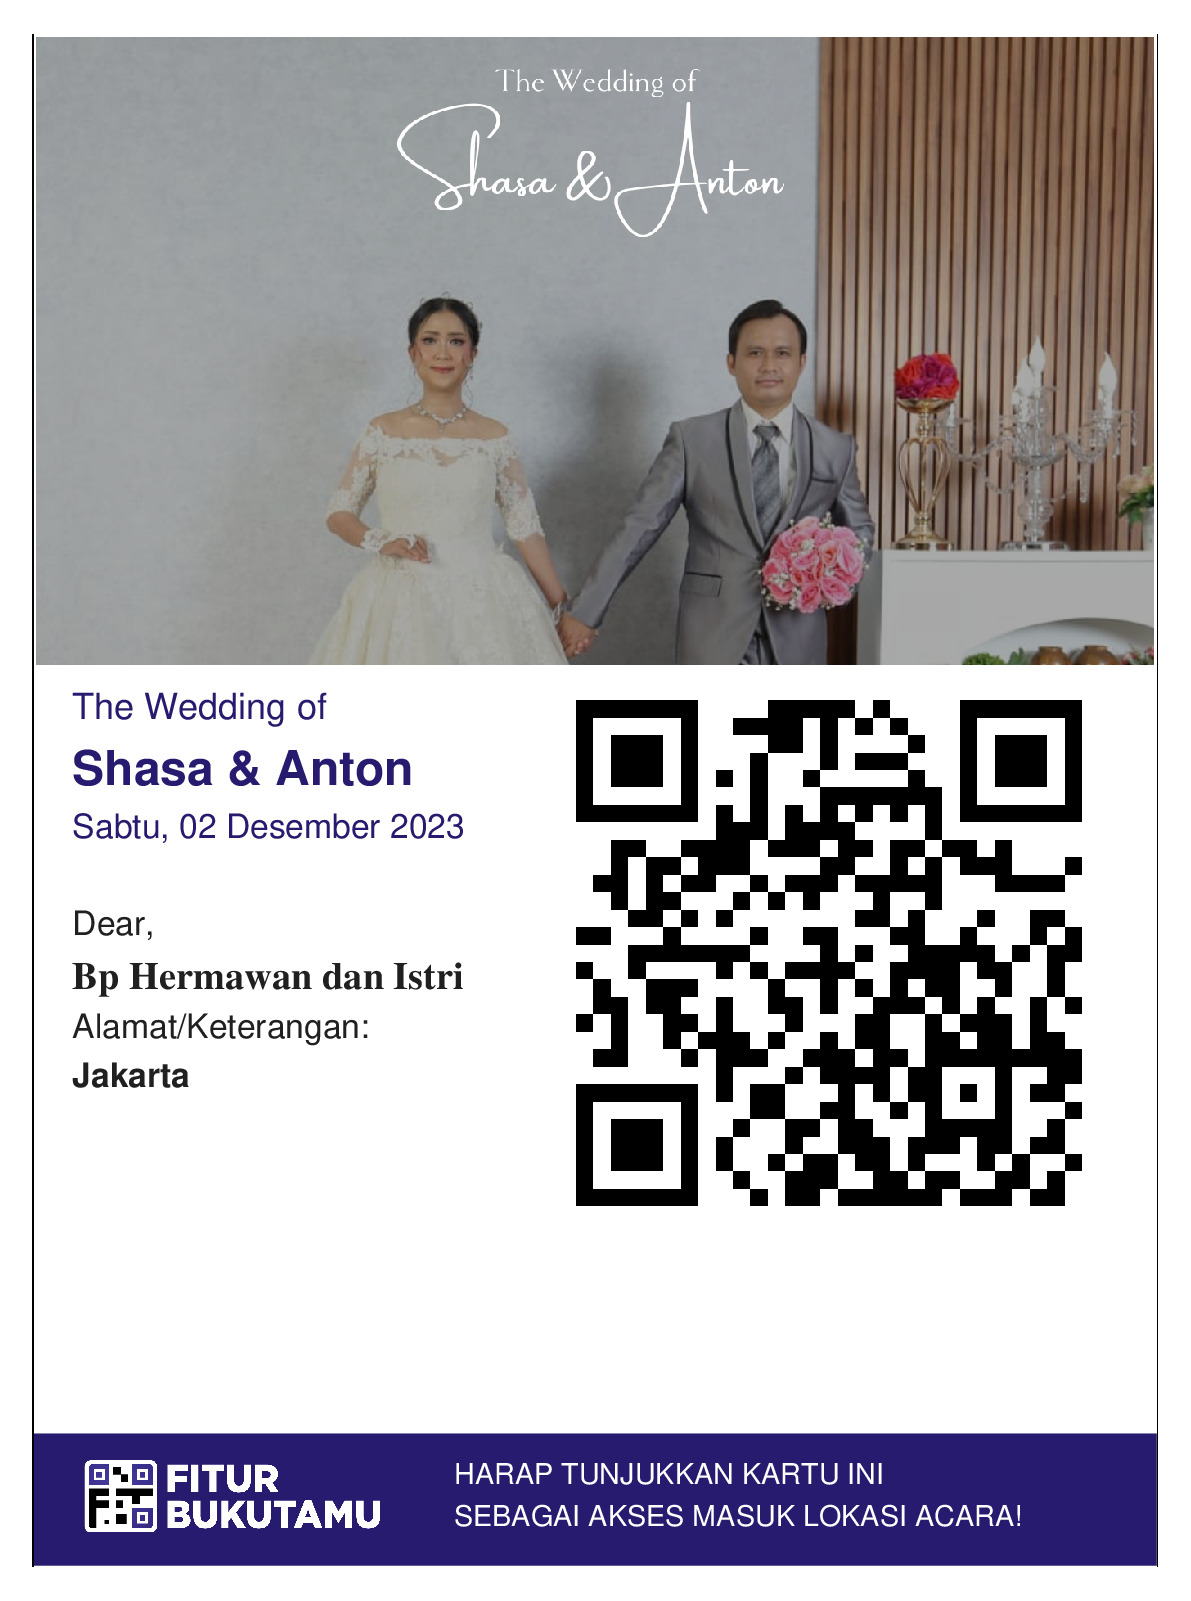 The Wedding of
Shasa & Anton
The Wedding of
Shasa & Anton
Sabtu, 02 Desember 2023
Dear,
Bp Hermawan dan Istri
Alamat/Keterangan:
Jakarta
FITUR
BUKUTAMU
HARAP TUNJUKKAN KARTU INI
SEBAGAI AKSES MASUK LOKASI ACARA!